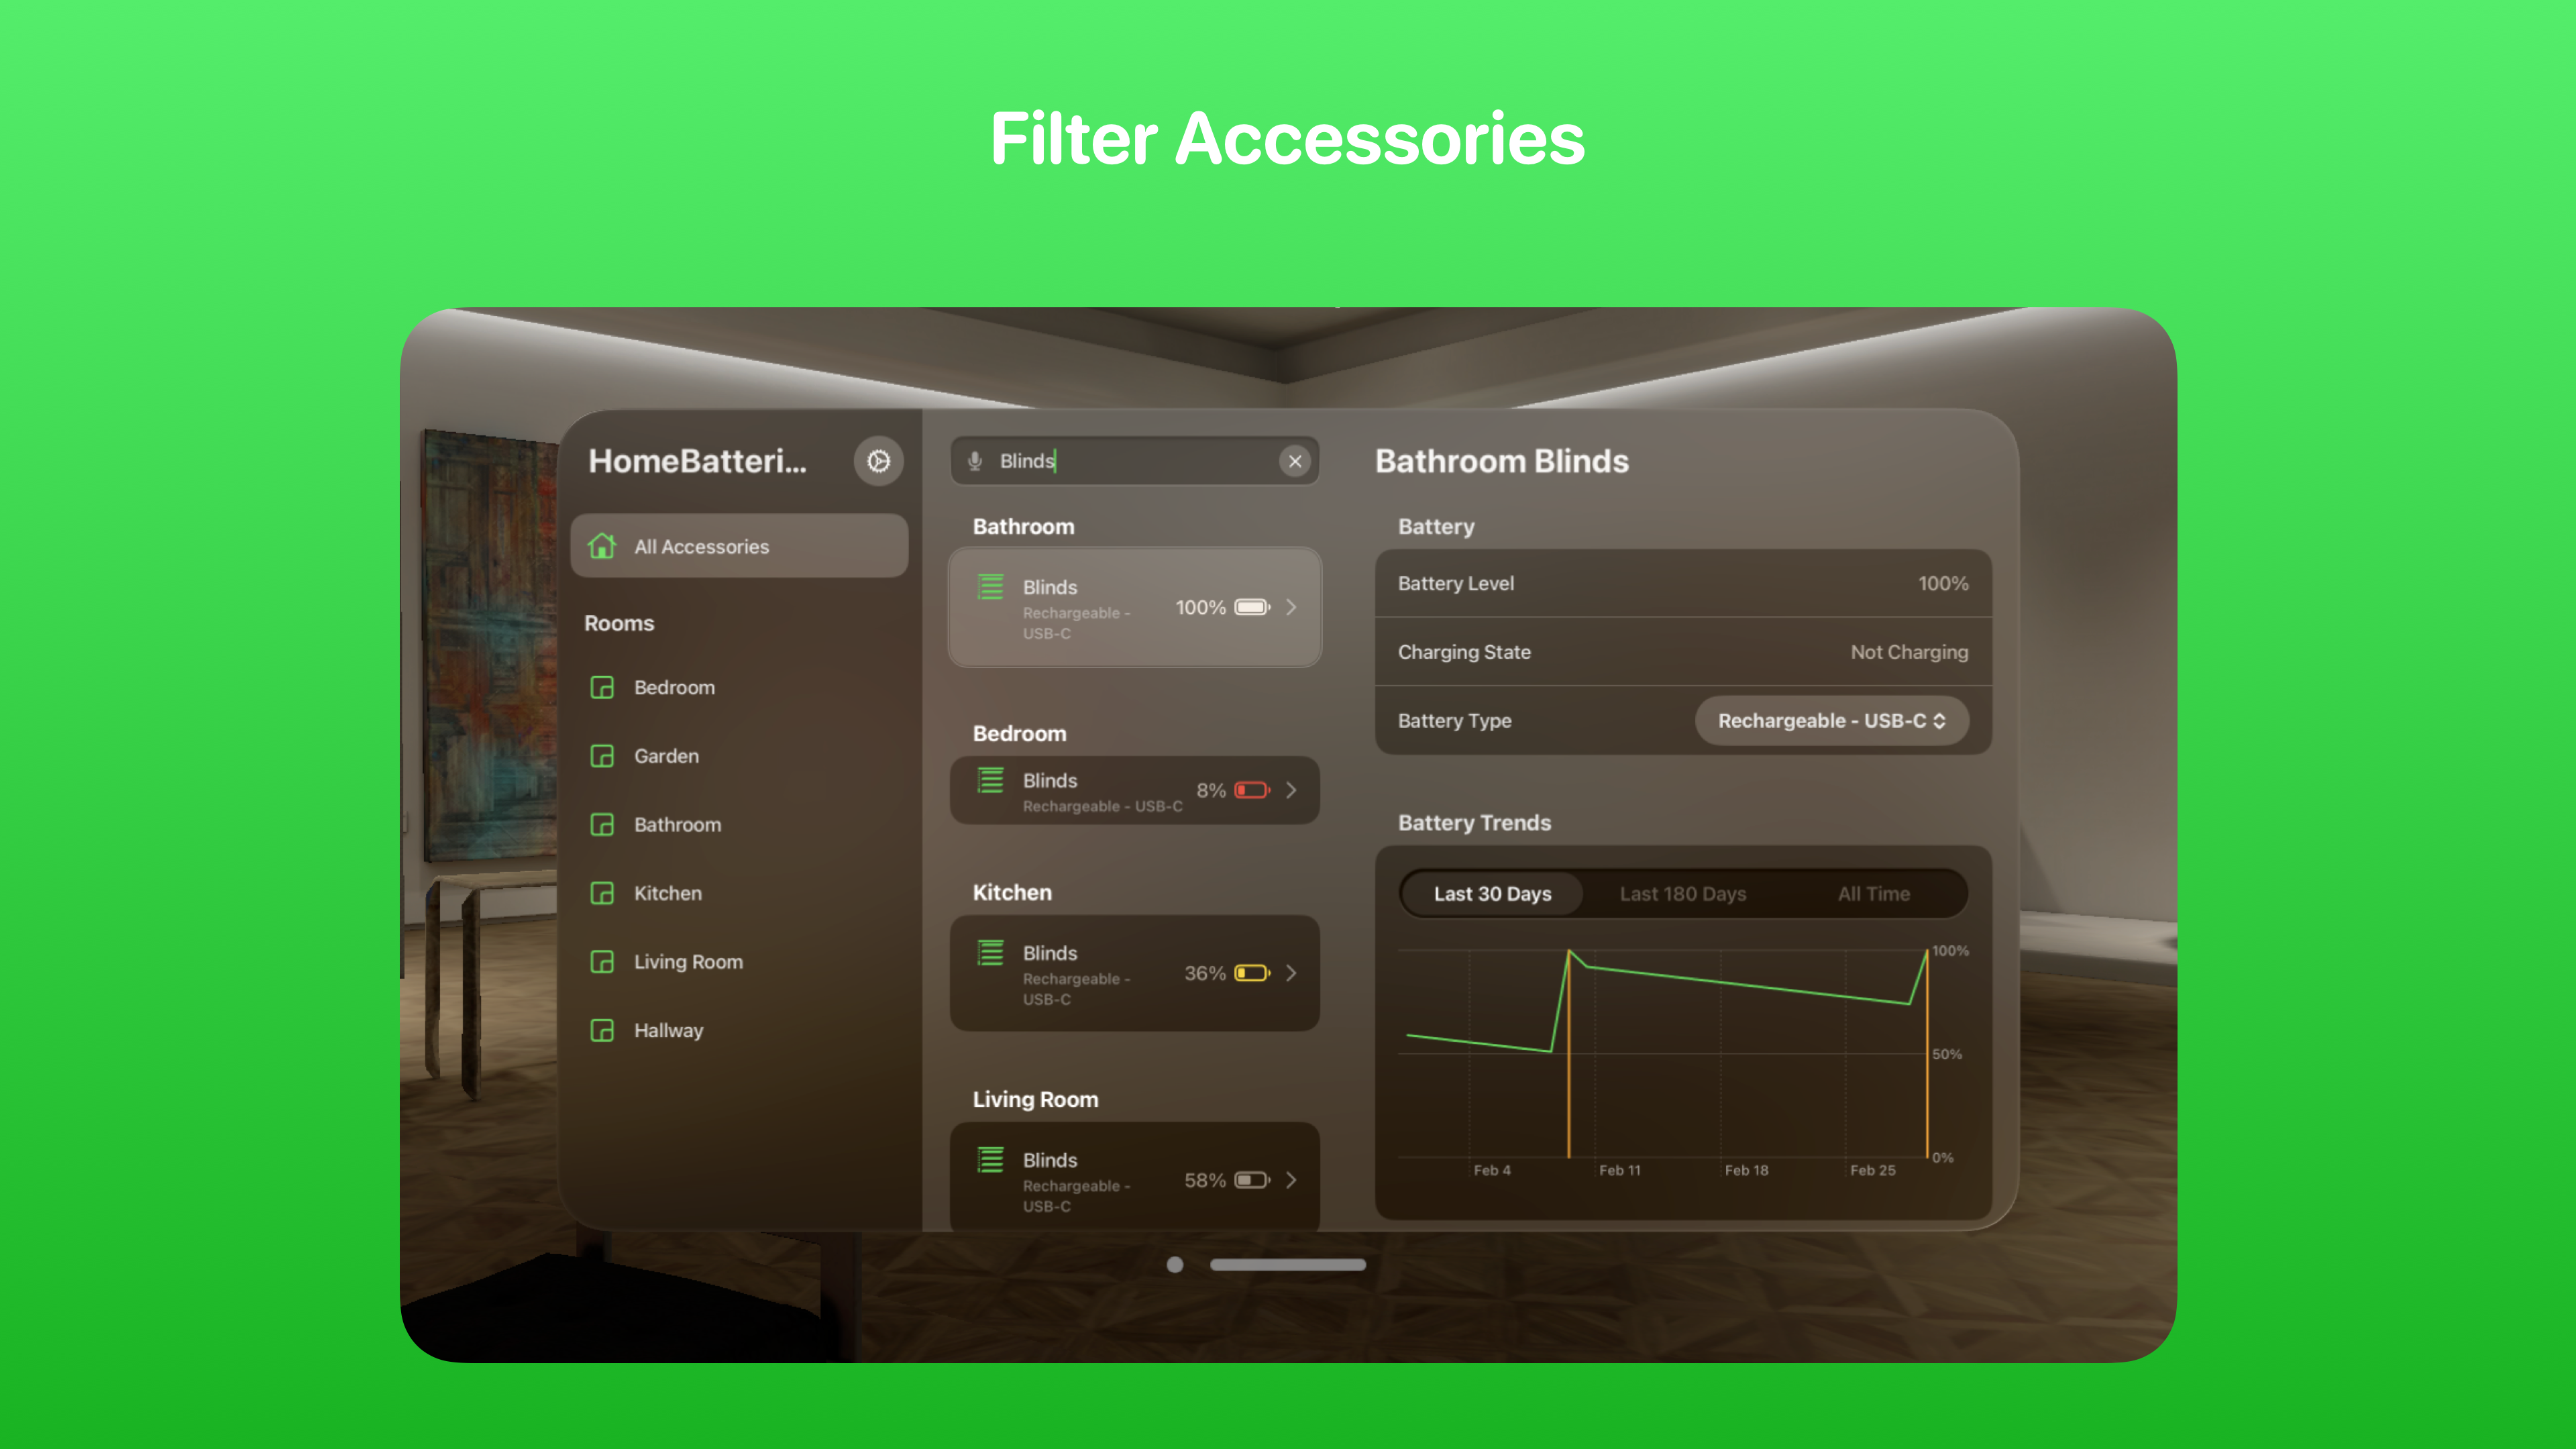 Filter Accessories
HomeBatteri...
All Accessories
Rooms
Bedroom
Garden
Bathroom
Kitchen
Living Room
Hallway
Blinds
Bathroom
Blinds
Rechargeable -
USB-C
100%
Bedroom
Blinds
Rechargeable - USB-C
8%
Kitchen
Blinds
Rechargeable -
USB-C
36%
Living Room
Blinds
Rechargeable -
USB-C
58%
Bathroom Blinds
Battery
Battery Level 100%
Charging State Not Charging
Battery Type Rechargeable - USB-C
Battery Trends
Last 30 Days Last 180 Days All Time
100%
50%
0%
Feb 4 Feb 11 Feb 18 Feb 25